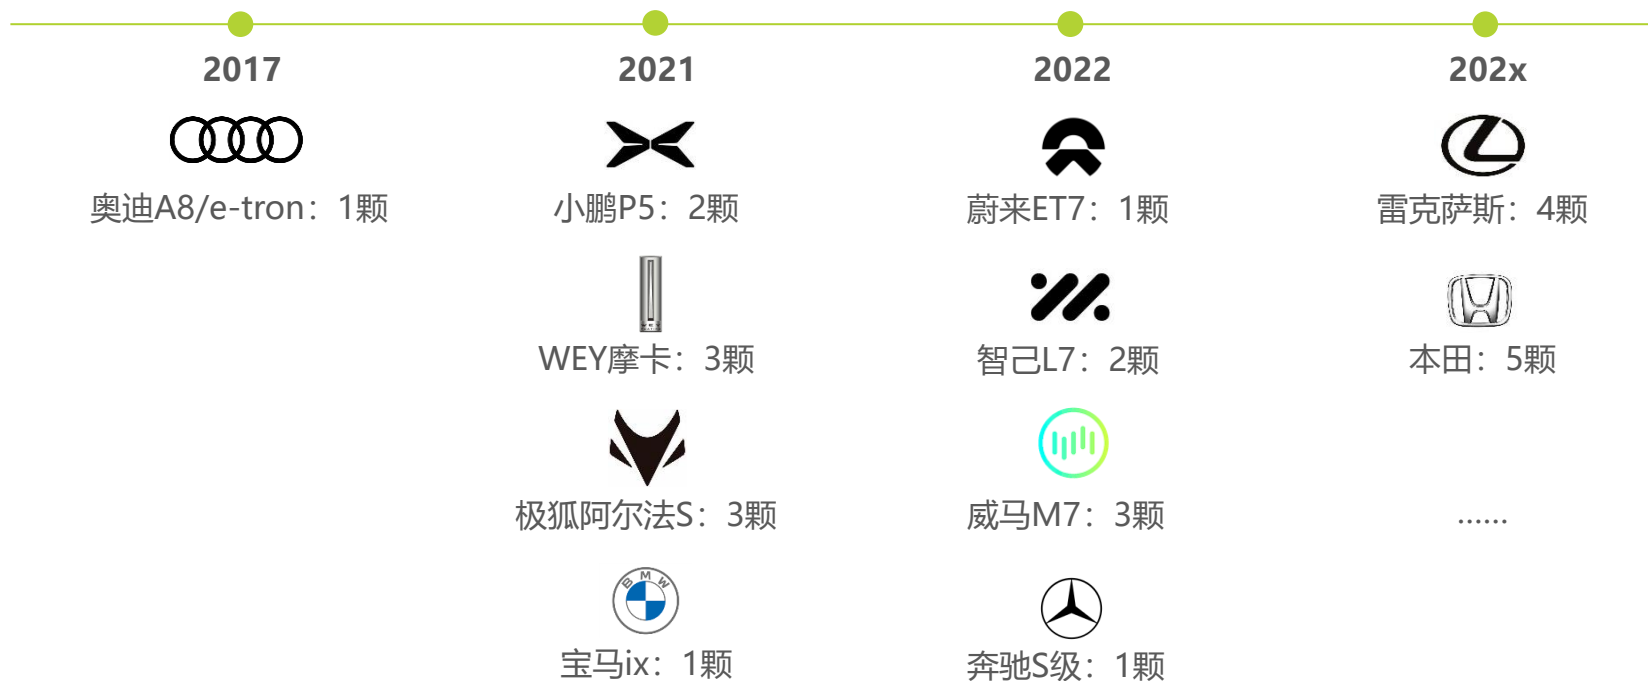 2017
2021
2022
202x
奥迪A8/e-tron：1颗
小鹏P5：2颗
蔚来ET7：1颗
雷克萨斯：4颗
WEY摩卡：3颗
智己L7：2颗
本田：5颗
极狐阿尔法S：3颗
威马M7：3颗
……
BMW
宝马ix：1颗
奔驰S级：1颗